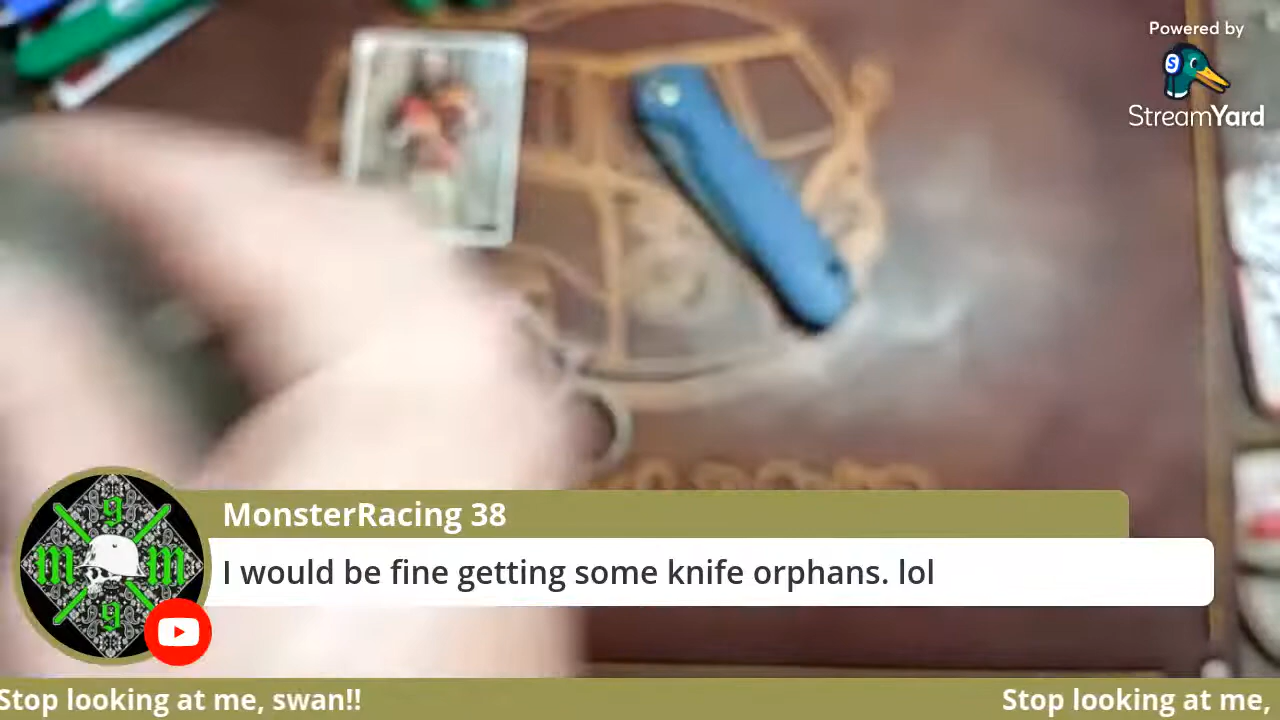 Powered by
StreamYard
MonsterRacing 38
I would be fine getting some knife orphans. lol
Stop looking at me, swan!!
Stop looking at me,